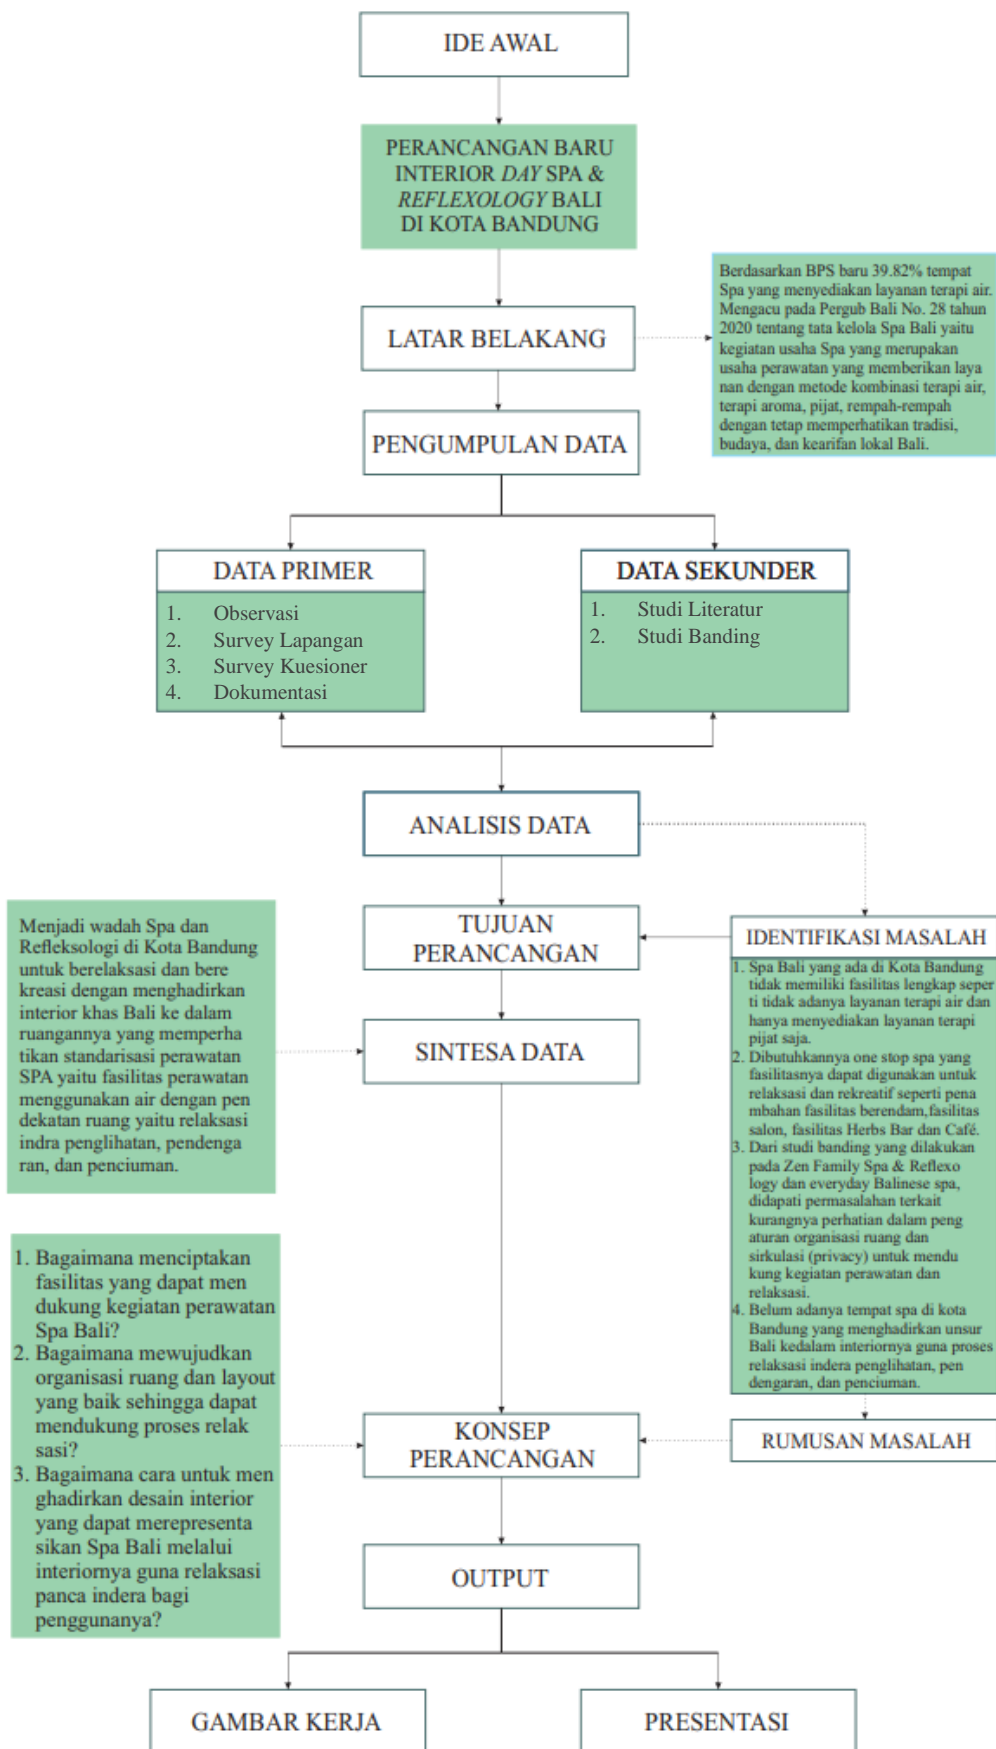 IDE AWAL
PERANCANGAN BARU
INTERIOR DAY SPA &
REFLEXOLOGY BALI
DI KOTA BANDUNG
LATAR BELAKANG
Berdasarkan BPS baru 39.82% tempat
Spa yang menyediakan layanan terapi air.
Mengacu pada Pergub Bali No. 28 tahun
2020 tentang tata kelola Spa Bali yaitu
kegiatan usaha Spa yang merupakan
usaha perawatan yang memberikan laya
nan dengan metode kombinasi terapi air,
terapi aroma, pijat, rempah-rempah
dengan tetap memperhatikan tradisi,
budaya, dan kearifan lokal Bali.
PENGUMPULAN DATA
DATA PRIMER
1. Observasi
2. Survey Lapangan
3. Survey Kuesioner
4. Dokumentasi
DATA SEKUNDER
1. Studi Literatur
2. Studi Banding
ANALISIS DATA
TUJUAN
PERANCANGAN
IDENTIFIKASI MASALAH
1. Spa Bali yang ada di Kota Bandung
tidak memiliki fasilitas lengkap seper
ti tidak adanya layanan terapi air dan
hanya menyediakan layanan terapi
pijat saja.
2. Dibutuhkannya one stop spa yang
fasilitasnya dapat digunakan untuk
relaksasi dan rekreatif seperti pena
mbahan fasilitas berendam,fasilitas
salon, fasilitas Herbs Bar dan Café.
3. Dari studi banding yang dilakukan
pada Zen Family Spa & Reflexo
logy dan everyday Balinese spa,
didapati permasalahan terkait
kurangnya perhatian dalam peng
aturan organisasi ruang dan
sirkulasi (privacy) untuk mendu
kung kegiatan perawatan dan
relaksasi.
4. Belum adanya tempat spa di kota
Bandung yang menghadirkan unsur
Bali kedalam interiornya guna proses
relaksasi indera penglihatan, pen
dengaran, dan penciuman.
Menjadi wadah Spa dan
Refleksologi di Kota Bandung
untuk berelaksasi dan bere
kreasi dengan menghadirkan
interior khas Bali ke dalam
ruangannya yang memperha
tikan standarisasi perawatan
SPA yaitu fasilitas perawatan
menggunakan air dengan pen
dekatan ruang yaitu relaksasi
indra penglihatan, pendenga
ran, dan penciuman.
SINTESA DATA
1. Bagaimana menciptakan
fasilitas yang dapat men
dukung kegiatan perawatan
Spa Bali?
2. Bagaimana mewujudkan
organisasi ruang dan layout
yang baik sehingga dapat
mendukung proses relak
sasi?
3. Bagaimana cara untuk men
ghadirkan desain interior
yang dapat merepresenta
sikan Spa Bali melalui
interiornya guna relaksasi
panca indera bagi
penggunanya?
KONSEP
PERANCANGAN
RUMUSAN MASALAH
OUTPUT
GAMBAR KERJA
PRESENTASI